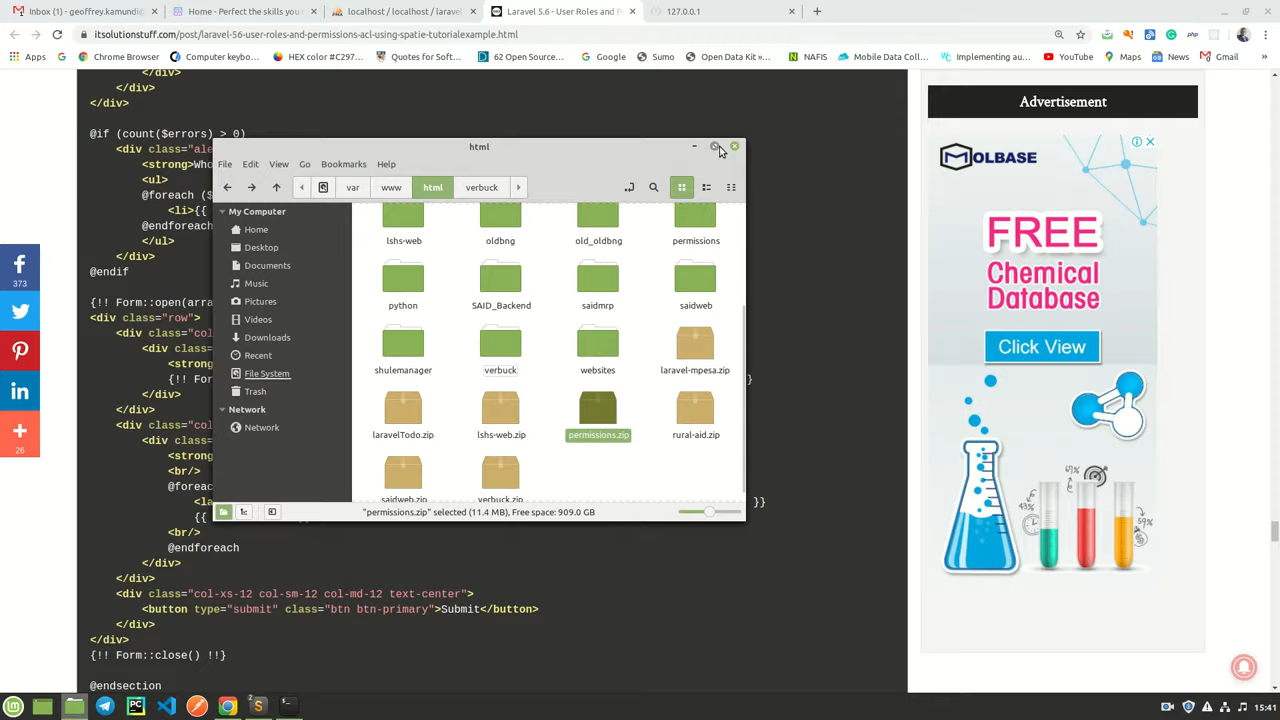 Inbox (1) - geoffrey.kamundi@
Home - Perfect the skills you
localhost / localhost / laravel
Laravel 5.6 - User Roles and P
127.0.0.1
itsolutionstuff.com/post/laravel-56-user-roles-and-permissions-acl-using-spatie-tutorialexample.html
Apps
Chrome Browser
Computer keybo...
HEX color #C297...
Quotes for Soft...
62 Open Source...
Google
Sumo
Open Data Kit »...
NAFIS
Mobile Data Col...
Implementing au...
YouTube
Maps
News
Gmail
»
</div>
</div>
</div>
@if (count($errors) > 0)
<div class="ale
<strong>Who
<ul>
@foreach ($
<li>{{
@endforeach
</ul>
</div>
@endif
{!! Form::open(arra
<div class="row">
<div class="col
<div class=
<strong
{!! For
}
</div>
</div>
<div class="col
<div class=
<strong
<br/>
@foreac
<la
}}
{{
}}
<br/>
@endforeach
</div>
</div>
<div class="col-xs-12 col-sm-12 col-md-12 text-center">
<button type="submit" class="btn btn-primary">Submit</button>
</div>
</div>
{!! Form::close() !!}
@endsection
html
File Edit View Go Bookmarks Help
var www html verbuck
My Computer
Home
Desktop
Documents
Music
Pictures
Videos
Downloads
Recent
File System
Trash
Network
Network
lshs-web oldbng old_oldbng permissions
python SAID_Backend saidmrp saidweb
shulemanager verbuck websites laravel-mpesa.zip
laravelTodo.zip lshs-web.zip permissions.zip rural-aid.zip
saidweb.zip verbuck.zip
"permissions.zip" selected (11.4 MB), Free space: 909.0 GB
373
26
Advertisement
MOLBASE
FREE
Chemical
Database
Click View
47%
61%
43%
59%
15:41